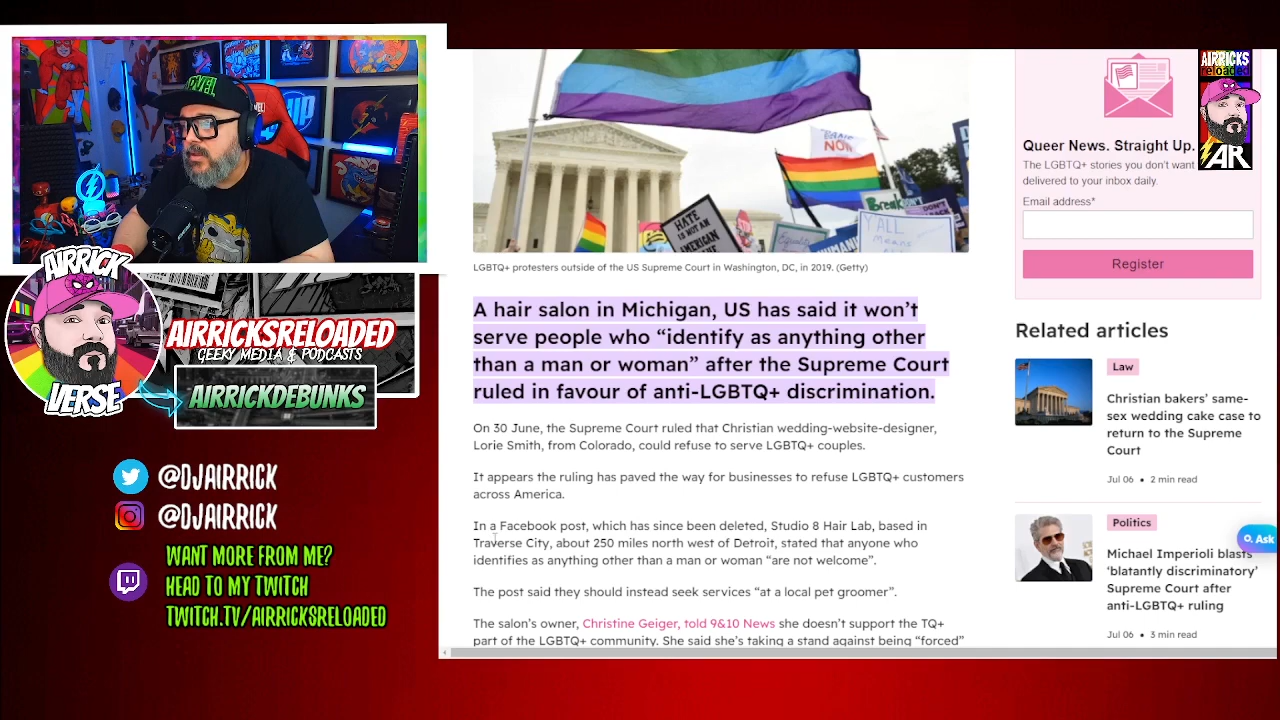 AIRRICK
VERSE
AIRRICKSRELOADED
GEEKY MEDIA & PODCASTS
AIRRICKDEBUNKS
@DJAIRRICK
@DJAIRRICK
WANT MORE FROM ME?
HEAD TO MY TWITCH
TWITCH.TV/AIRRICKSRELOADED
HATE IS
NOT AN
AMERICAN
NOW
Equality
Y'ALL
MEANS
LGBTQ+ protesters outside of the US Supreme Court in Washington, DC, in 2019. (Getty)
A hair salon in Michigan, US has said it won’t
serve people who “identify as anything other
than a man or woman” after the Supreme Court
ruled in favour of anti-LGBTQ+ discrimination.
On 30 June, the Supreme Court ruled that Christian wedding-website-designer,
Lorie Smith, from Colorado, could refuse to serve LGBTQ+ couples.
It appears the ruling has paved the way for businesses to refuse LGBTQ+ customers
across America.
In a Facebook post, which has since been deleted, Studio 8 Hair Lab, based in
Traverse City, about 250 miles north west of Detroit, stated that anyone who
identifies as anything other than a man or woman “are not welcome”.
The post said they should instead seek services “at a local pet groomer”.
The salon’s owner, Christine Geiger, told 9&10 News she doesn’t support the TQ+
part of the LGBTQ+ community. She said she’s taking a stand against being “forced”
AIRRICKS
reloaded
AR
Queer News. Straight Up.
The LGBTQ+ stories you don't want
delivered to your inbox daily.
Email address*
Register
Related articles
Law
Christian bakers’ same-
sex wedding cake case to
return to the Supreme
Court
Jul 06 • 2 min read
Politics
Michael Imperioli blasts
‘blatantly discriminatory’
Supreme Court after
anti-LGBTQ+ ruling
Jul 06 • 3 min read
Ask